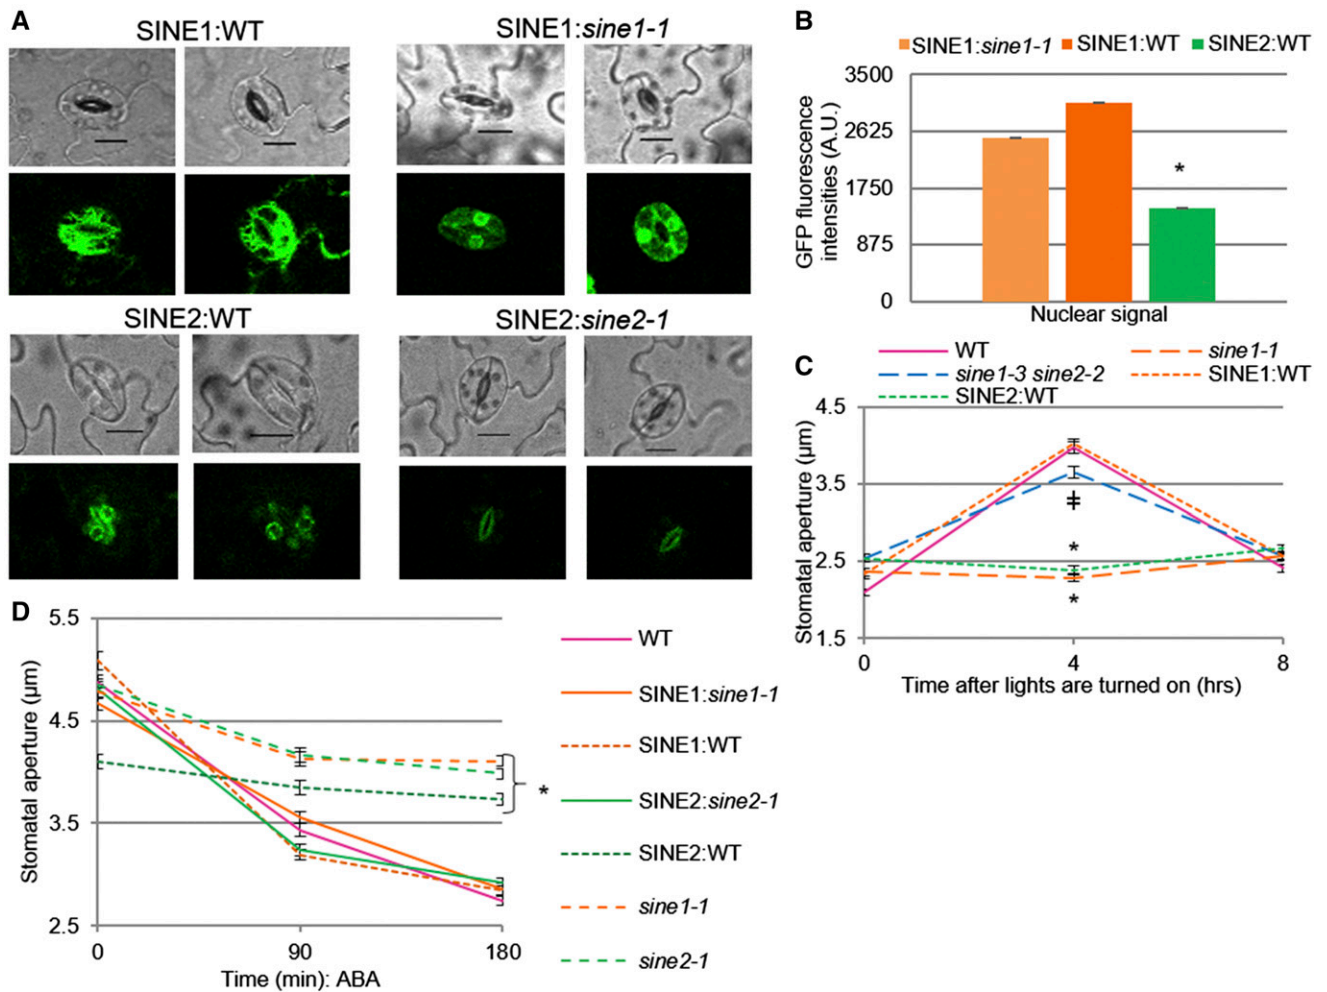 A
SINE1:WT
SINE1:sine1-1
SINE2:WT
SINE2:sine2-1
B
SINE1:sine1-1 SINE1:WT SINE2:WT
GFP fluorescence
intensities (A.U.)
3500
2625
1750
875
0
*
Nuclear signal
C
WT sine1-1
sine1-3 sine2-2 SINE1:WT
SINE2:WT
Stomatal aperture (µm)
4.5
3.5
2.5
1.5
‡
*
*
0 4 8
Time after lights are turned on (hrs)
D
Stomatal aperture (µm)
5.5
4.5
3.5
2.5
*
0 90 180
Time (min): ABA
WT
SINE1:sine1-1
SINE1:WT
SINE2:sine2-1
SINE2:WT
sine1-1
sine2-1